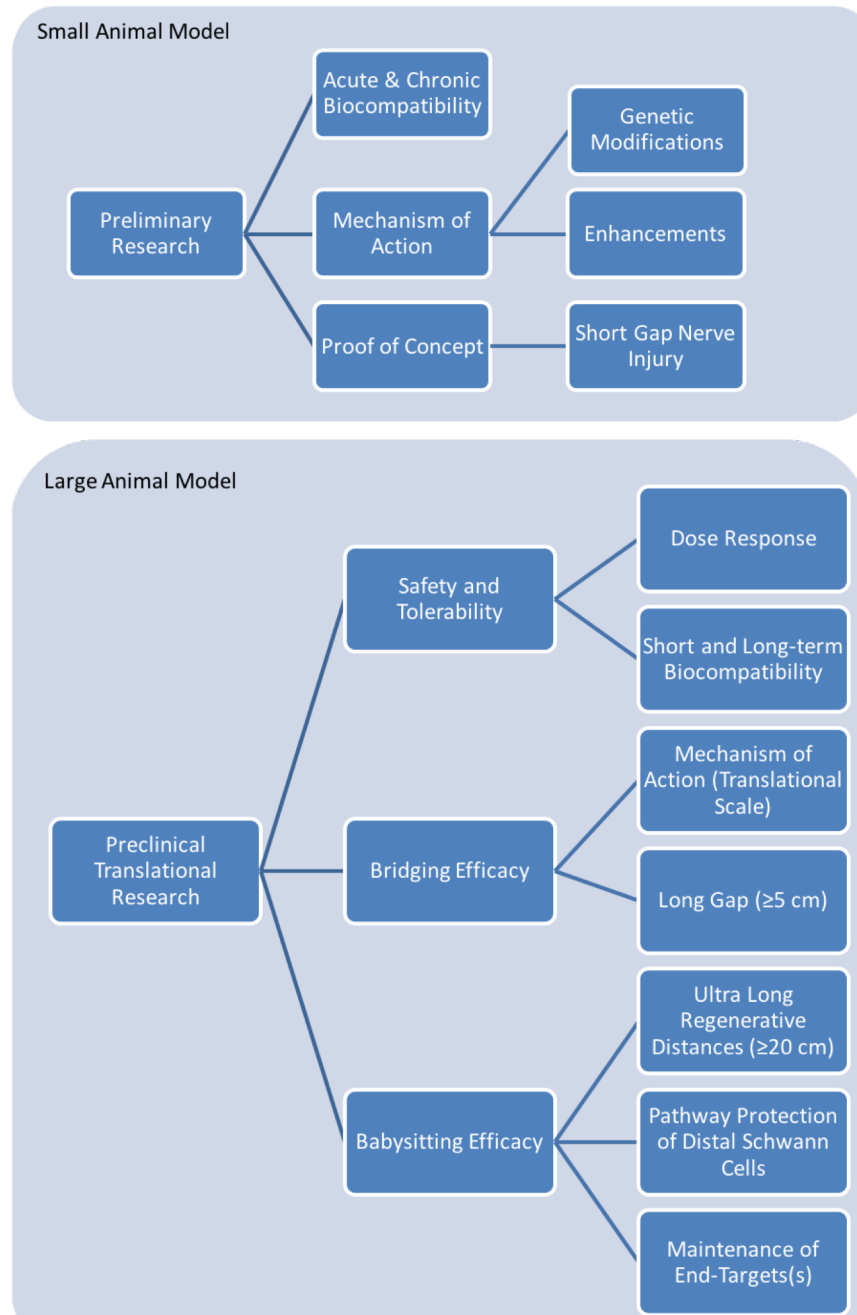 Small Animal Model
Acute & Chronic
Biocompatibility
Genetic
Modifications
Preliminary
Research
Mechanism of
Action
Enhancements
Proof of Concept
Short Gap Nerve
Injury
Large Animal Model
Dose Response
Safety and
Tolerability
Short and Long-term
Biocompatibility
Mechanism of
Action (Translational
Scale)
Preclinical
Translational
Research
Bridging Efficacy
Long Gap (≥5 cm)
Ultra Long
Regenerative
Distances (≥20 cm)
Babysitting Efficacy
Pathway Protection
of Distal Schwann
Cells
Maintenance of
End-Targets(s)